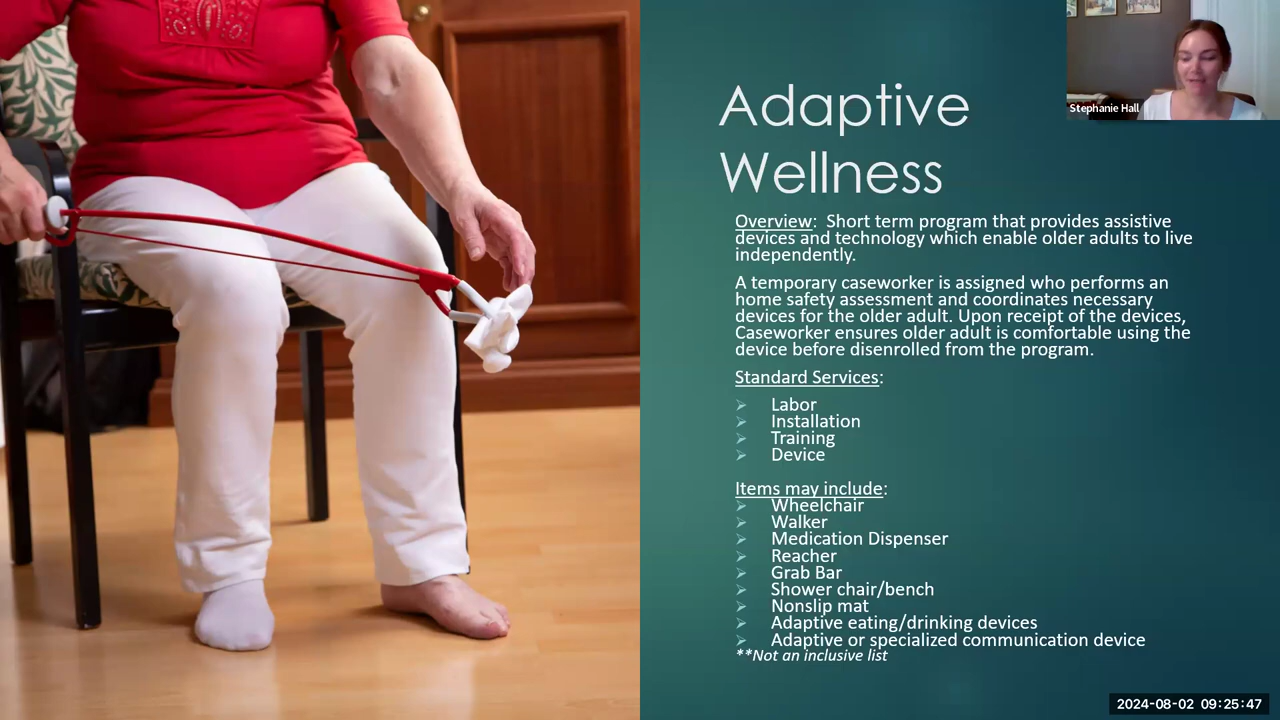 Adaptive
Wellness
Stephanie Hall
Overview: Short term program that provides assistive
devices and technology which enable older adults to live
independently.
A temporary caseworker is assigned who performs an
home safety assessment and coordinates necessary
devices for the older adult. Upon receipt of the devices,
Caseworker ensures older adult is comfortable using the
device before disenrolled from the program.
Standard Services:
Labor
Installation
Training
Device
Items may include:
Wheelchair
Walker
Medication Dispenser
Reacher
Grab Bar
Shower chair/bench
Nonslip mat
Adaptive eating/drinking devices
Adaptive or specialized communication device
**Not an inclusive list
2024-08-02 09:25:47